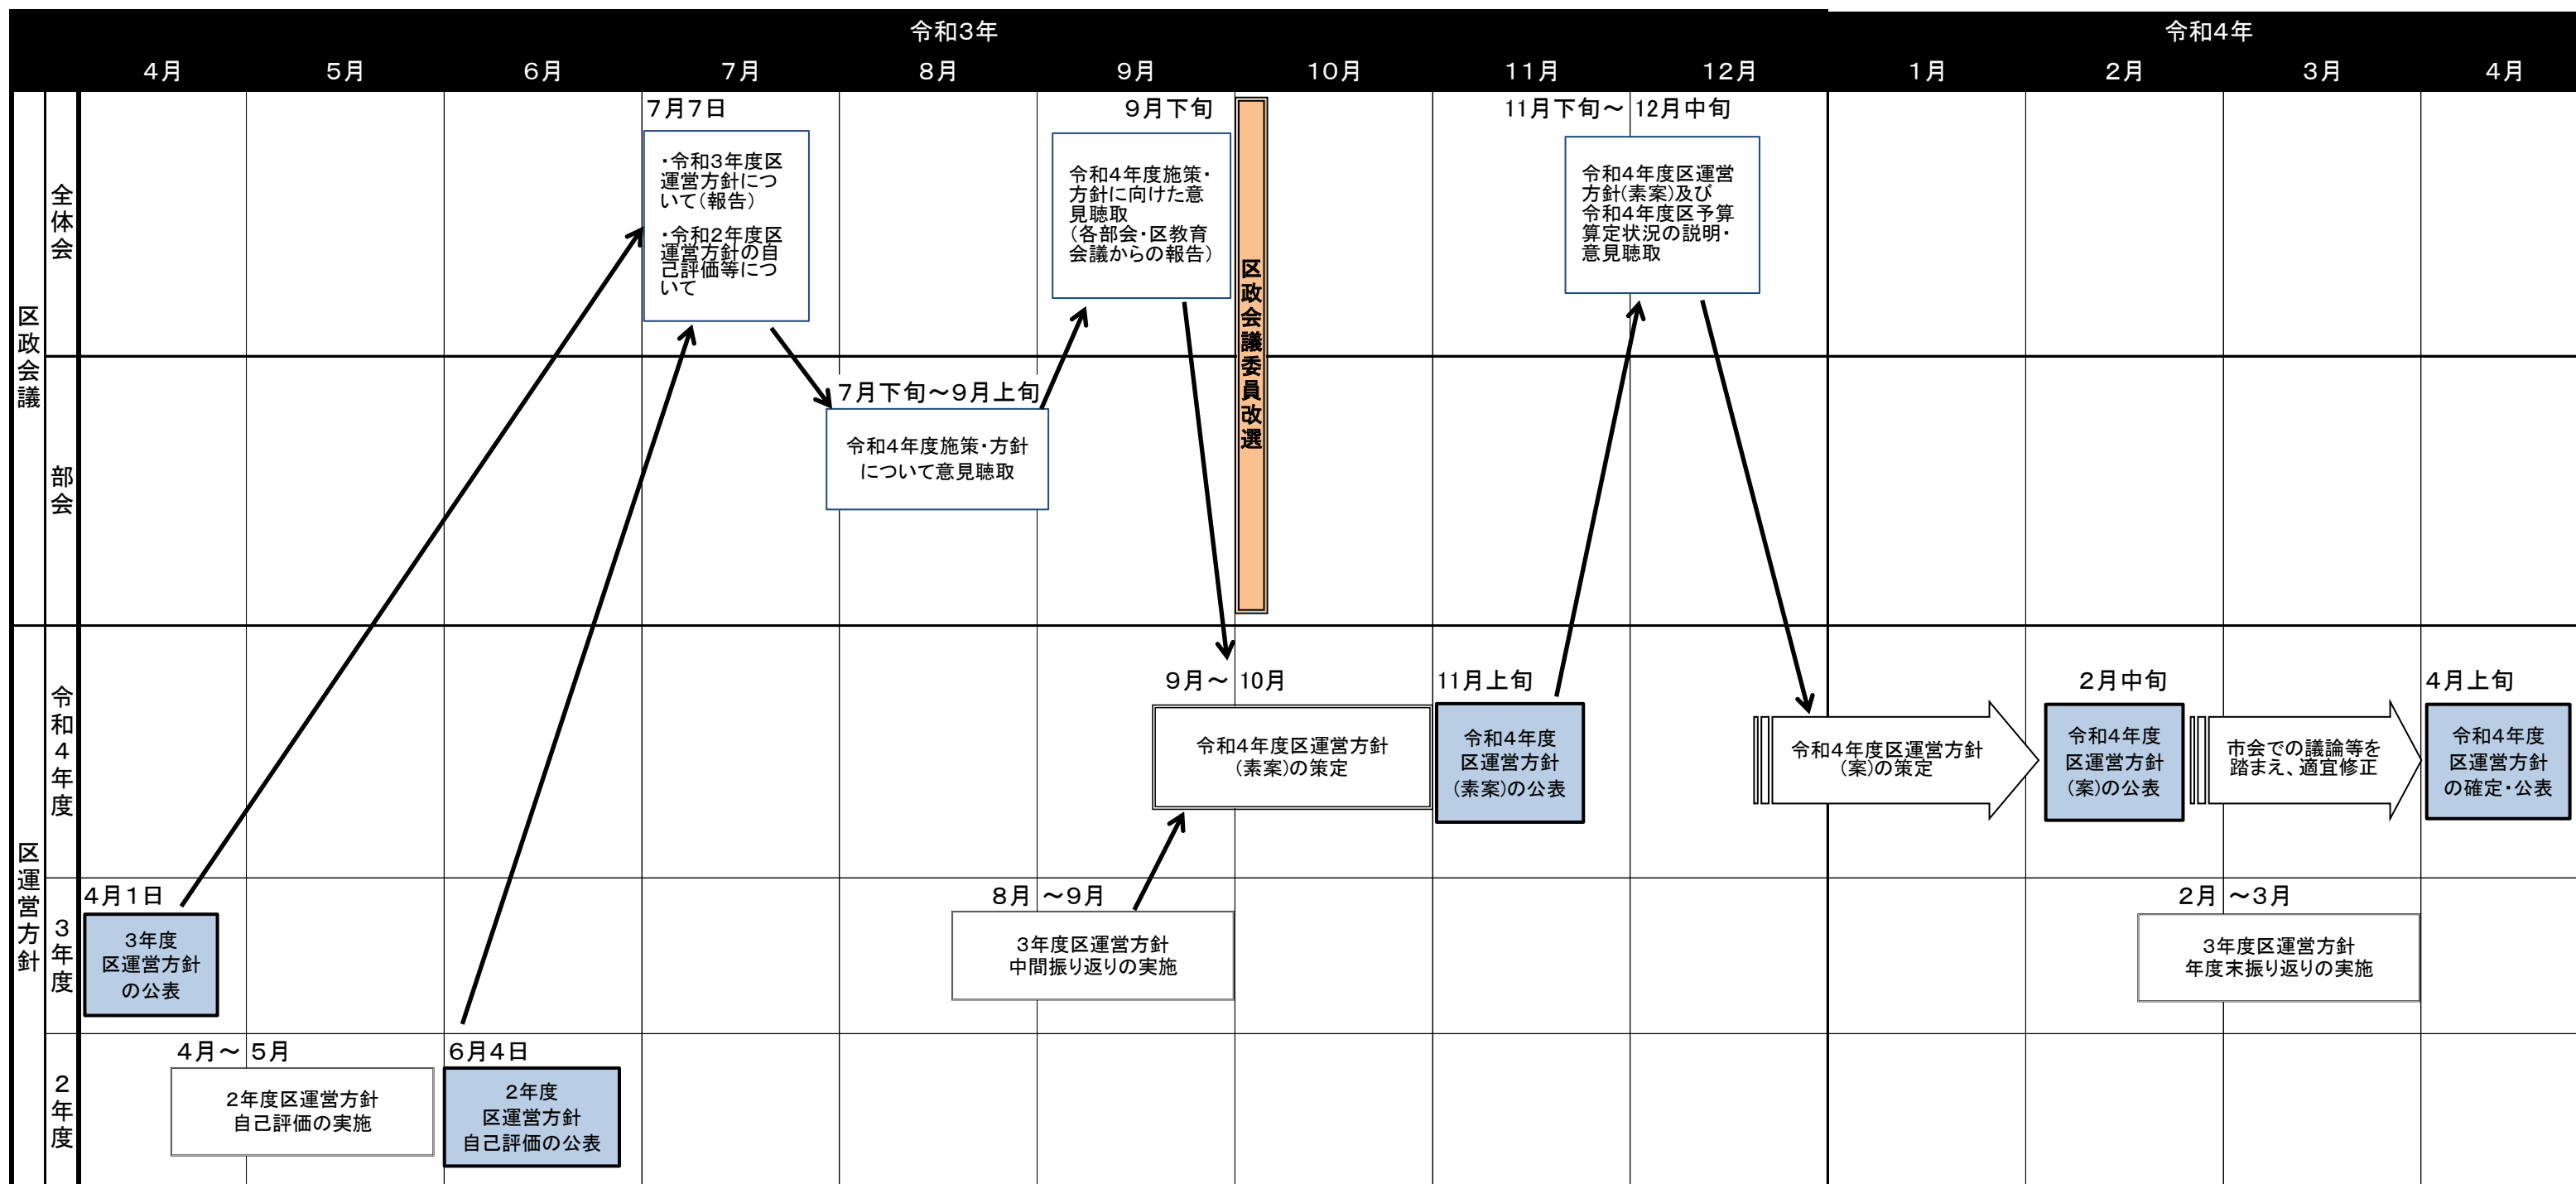 令和3年
令和4年
4月
5月
6月
7月
8月
9月
10月
11月
12月
1月
2月
3月
4月
区政会議
全体会
7月7日
・令和3年度区
運営方針につ
いて(報告)
・令和2年度区
運営方針の自
己評価等につ
いて
9月下旬
令和4年度施策・
方針に向けた意
見聴取
(各部会・区教育
会議からの報告)
区政会議委員改選
11月下旬～ 12月中旬
令和4年度区運営
方針(素案)及び
令和4年度区予算
算定状況の説明・
意見聴取
部会
7月下旬～9月上旬
令和4年度施策・方針
について意見聴取
区運営方針
令和4年度
9月～ 10月
令和4年度区運営方針
(素案)の策定
11月上旬
令和4年度
区運営方針
(素案)の公表
令和4年度区運営方針
(案)の策定
2月中旬
令和4年度
区運営方針
(案)の公表
市会での議論等を
踏まえ、適宜修正
4月上旬
令和4年度
区運営方針
の確定・公表
3年度
4月1日
3年度
区運営方針
の公表
8月 ～9月
3年度区運営方針
中間振り返りの実施
2月 ～3月
3年度区運営方針
年度末振り返りの実施
2年度
4月～ 5月
2年度区運営方針
自己評価の実施
6月4日
2年度
区運営方針
自己評価の公表